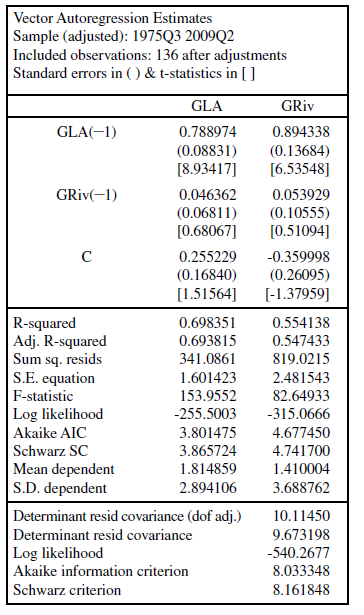 Vector Autoregression Estimates
Sample (adjusted): 1975Q3 2009Q2
Included observations: 136 after adjustments
Standard errors in ( ) & t-statistics in [ ]
GLA GRiv
GLA(−1) 0.788974 0.894338
(0.08831) (0.13684)
[8.93417] [6.53548]
GRiv(−1) 0.046362 0.053929
(0.06811) (0.10555)
[0.68067] [0.51094]
C 0.255229 -0.359998
(0.16840) (0.26095)
[1.51564] [-1.37959]
R-squared 0.698351 0.554138
Adj. R-squared 0.693815 0.547433
Sum sq. resids 341.0861 819.0215
S.E. equation 1.601423 2.481543
F-statistic 153.9552 82.64933
Log likelihood -255.5003 -315.0666
Akaike AIC 3.801475 4.677450
Schwarz SC 3.865724 4.741700
Mean dependent 1.814859 1.410004
S.D. dependent 2.894106 3.688762
Determinant resid covariance (dof adj.) 10.11450
Determinant resid covariance 9.673198
Log likelihood -540.2677
Akaike information criterion 8.033348
Schwarz criterion 8.161848